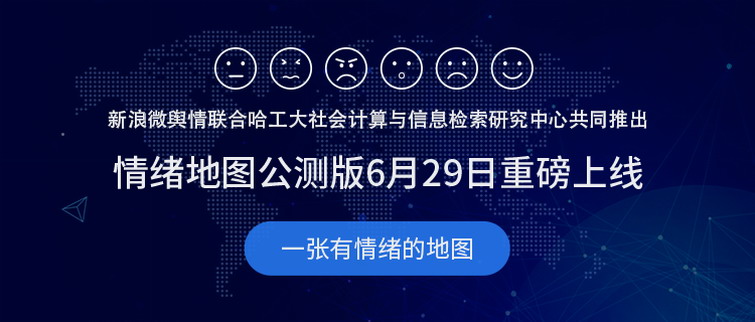 新浪微舆情联合哈工大社会计算与信息检索研究中心共同推出
情绪地图公测版6月29日重磅上线
一张有情绪的地图